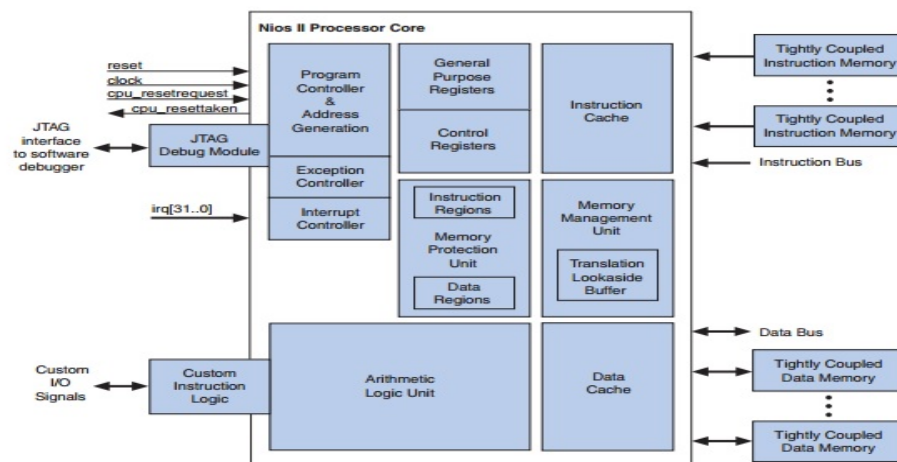 Nios II Processor Core
reset
clock
cpu_resetrequest
cpu_resettaken
JTAG
interface
to software
debugger
JTAG
Debug Module
irq[31..0]
Custom
I/O
Signals
Custom
Instruction
Logic
Program
Controller
&
Address
Generation
Exception
Controller
Interrupt
Controller
General
Purpose
Registers
Control
Registers
Instruction
Regions
Memory
Protection
Unit
Data
Regions
Arithmetic
Logic Unit
Instruction
Cache
Memory
Management
Unit
Translation
Lookaside
Buffer
Data
Cache
Tightly Coupled
Instruction Memory
Tightly Coupled
Instruction Memory
Instruction Bus
Data Bus
Tightly Coupled
Data Memory
Tightly Coupled
Data Memory